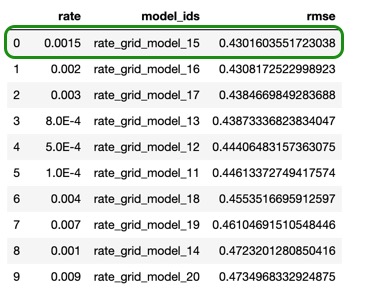 rate model_ids rmse
0 0.0015 rate_grid_model_15 0.4301603551723038
1 0.002 rate_grid_model_16 0.4308172522998923
2 0.003 rate_grid_model_17 0.4384669849283688
3 8.0E-4 rate_grid_model_13 0.43873336823834047
4 5.0E-4 rate_grid_model_12 0.44406483157363075
5 1.0E-4 rate_grid_model_11 0.44613372749417574
6 0.004 rate_grid_model_18 0.4553516695912597
7 0.007 rate_grid_model_19 0.46104691510548446
8 0.001 rate_grid_model_14 0.4723201280850416
9 0.009 rate_grid_model_20 0.4734968332924875